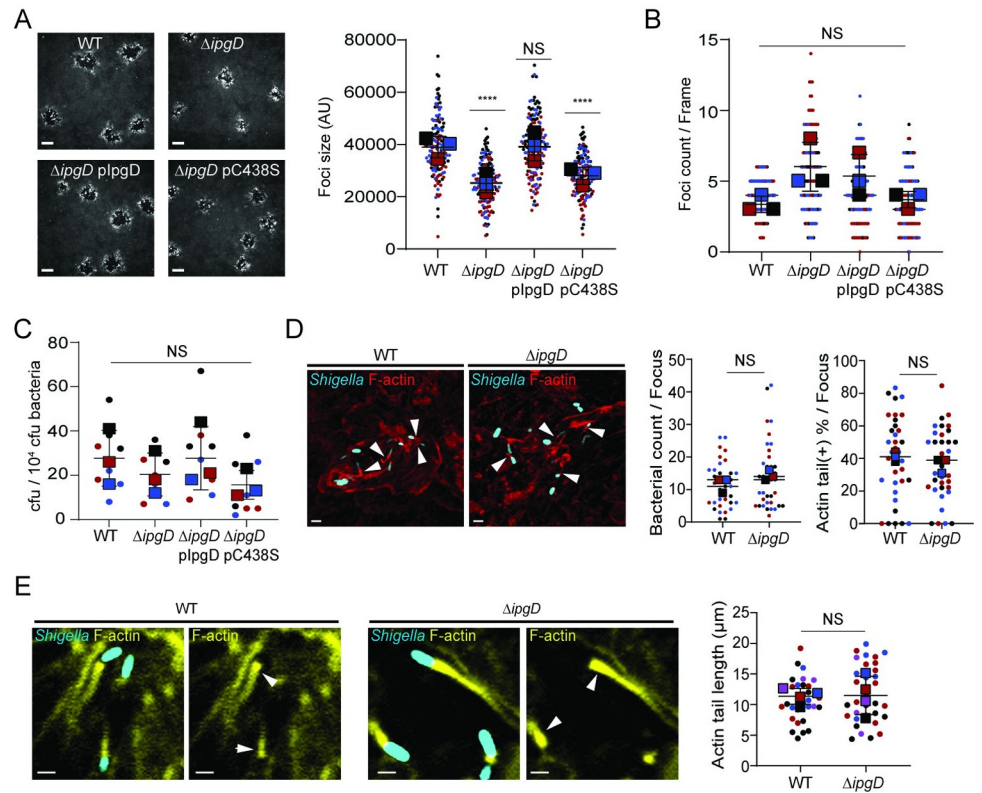 A
WT
ΔipgD
ΔipgD pIpgD
ΔipgD pC438S
Foci size (AU)
80000
60000
40000
20000
0
NS
****
****
WT
ΔipgD
ΔipgD
pIpgD
ΔipgD
pC438S
B
Foci count / Frame
15
10
5
0
NS
WT
ΔipgD
ΔipgD
pIpgD
ΔipgD
pC438S
C
cfu / 10⁴ cfu bacteria
80
60
40
20
0
NS
WT
ΔipgD
ΔipgD
pIpgD
ΔipgD
pC438S
D
WT
ΔipgD
Shigella F-actin
Shigella F-actin
Bacterial count / Focus
50
40
30
20
10
0
NS
WT
ΔipgD
Actin tail(+) % / Focus
100
80
60
40
20
0
NS
WT
ΔipgD
E
WT
ΔipgD
Shigella F-actin
F-actin
Shigella F-actin
F-actin
Actin tail length (µm)
25
20
15
10
5
0
NS
WT
ΔipgD